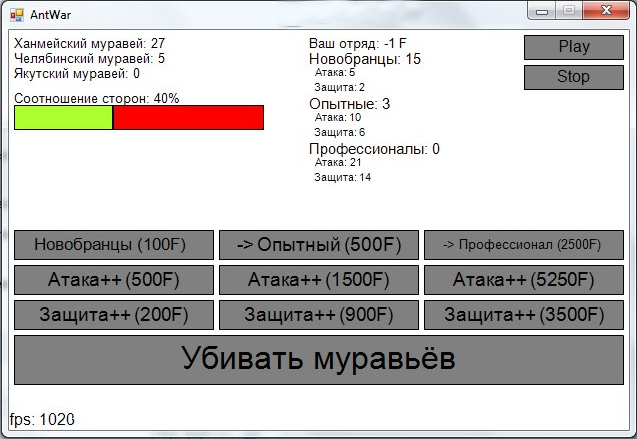 AntWar
Ханмейский муравей: 27
Челябинский муравей: 5
Якутский муравей: 0
Соотношение сторон: 40%
Ваш отряд: -1 F
Новобранцы: 15
Атака: 5
Защита: 2
Опытные: 3
Атака: 10
Защита: 6
Профессионалы: 0
Атака: 21
Защита: 14
Play
Stop
Новобранцы (100F)
-> Опытный (500F)
-> Профессионал (2500F)
Атака++ (500F)
Атака++ (1500F)
Атака++ (5250F)
Защита++ (200F)
Защита++ (900F)
Защита++ (3500F)
Убивать муравьёв
fps: